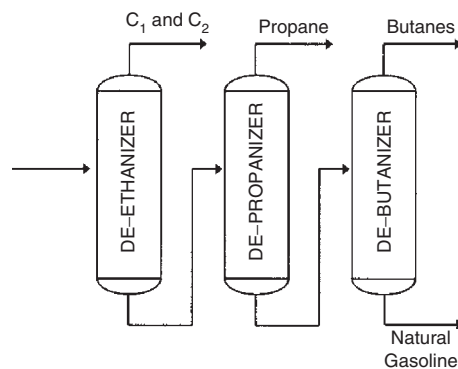 C₁ and C₂
Propane
Butanes
DE–ETHANIZER
DE–PROPANIZER
DE–BUTANIZER
Natural
Gasoline